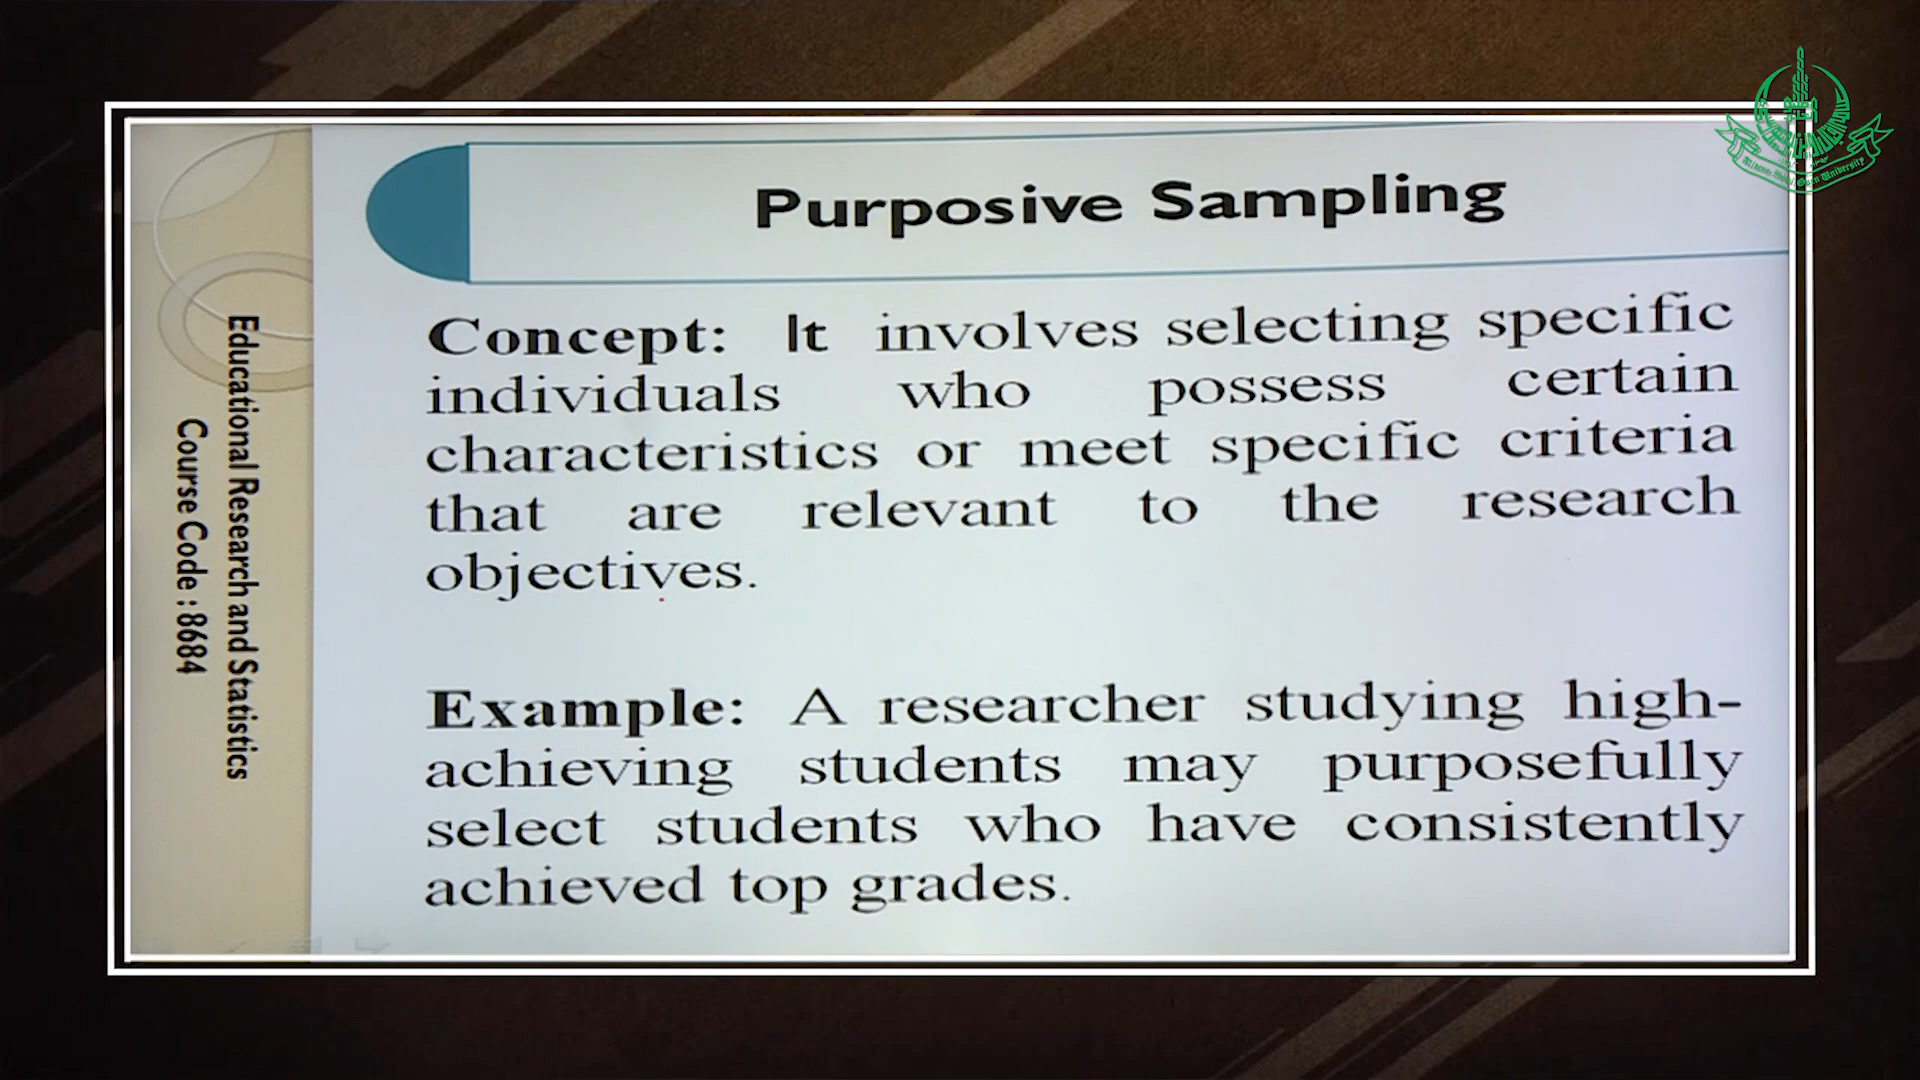 Purposive Sampling
Concept: It involves selecting specific
individuals who possess certain
characteristics or meet specific criteria
that are relevant to the research
objectives.
Example: A researcher studying high-
achieving students may purposefully
select students who have consistently
achieved top grades.
Educational Research and Statistics
Course Code : 8684